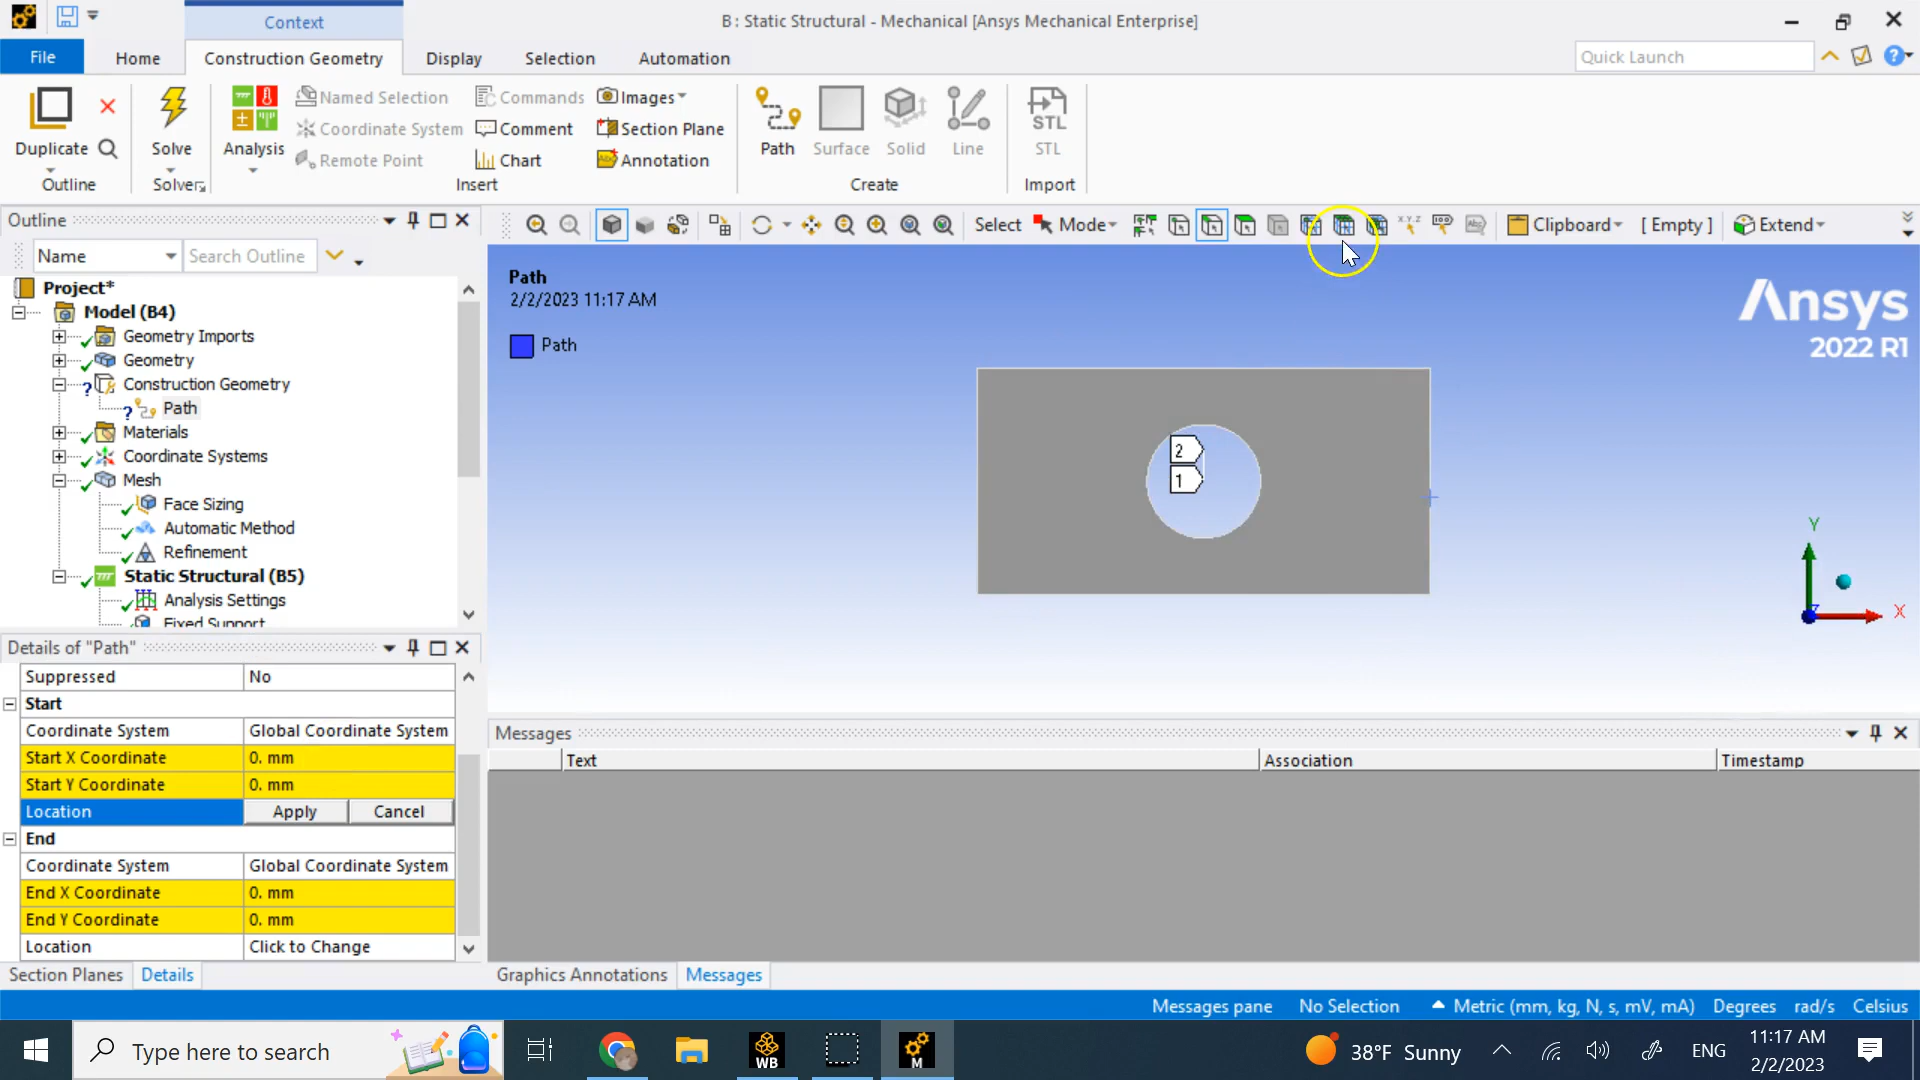 Context
B : Static Structural - Mechanical [Ansys Mechanical Enterprise]
File
Home
Construction Geometry
Display
Selection
Automation
Quick Launch
Duplicate
Outline
Solve
Solver
Analysis
Named Selection
Coordinate System
Remote Point
Commands
Comment
Chart
Insert
Images
Section Plane
Annotation
Path
Surface
Solid
Line
Create
STL
STL
Import
Outline
Name
Search Outline
Select
Mode
Clipboard
[ Empty ]
Extend
Project*
Model (B4)
Geometry Imports
Geometry
Construction Geometry
Path
Materials
Coordinate Systems
Mesh
Face Sizing
Automatic Method
Refinement
Static Structural (B5)
Analysis Settings
Fixed Support
Path
2/2/2023 11:17 AM
Path
Ansys
2022 R1
2
1
Y
X
Details of "Path"
Suppressed No
Start
Coordinate System Global Coordinate System
Start X Coordinate 0. mm
Start Y Coordinate 0. mm
Location Apply Cancel
End
Coordinate System Global Coordinate System
End X Coordinate 0. mm
End Y Coordinate 0. mm
Location Click to Change
Section Planes
Details
Messages
Text
Association
Timestamp
Graphics Annotations
Messages
Messages pane
No Selection
Metric (mm, kg, N, s, mV, mA)
Degrees
rad/s
Celsius
Type here to search
WB
M
38°F Sunny
ENG
11:17 AM
2/2/2023